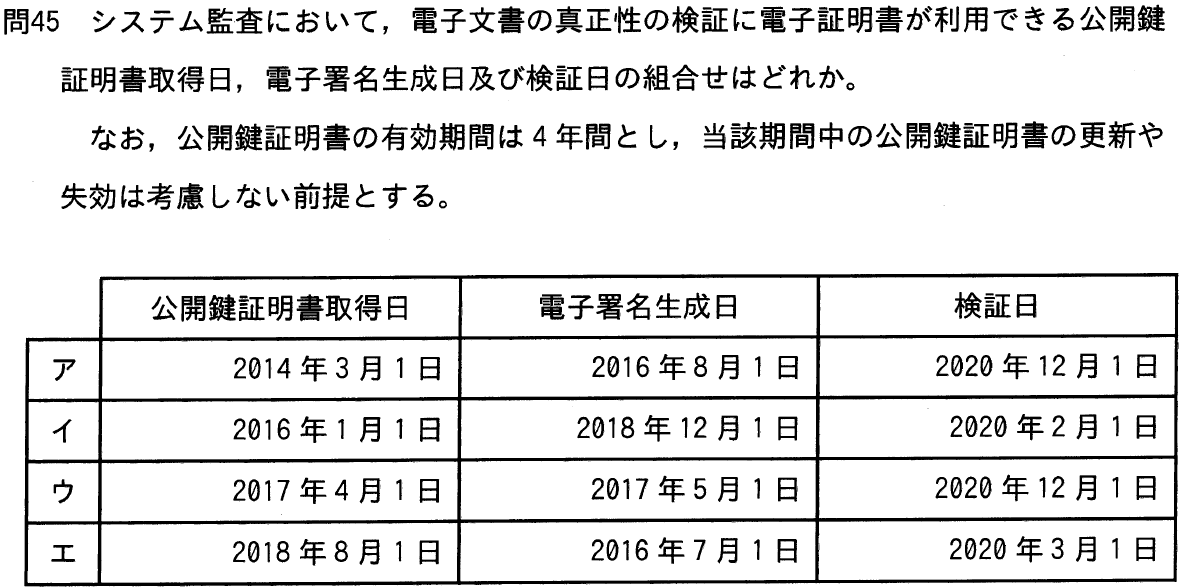 問45 システム監査において，電子文書の真正性の検証に電子証明書が利用できる公開鍵
証明書取得日，電子署名生成日及び検証日の組合せはどれか。
なお，公開鍵証明書の有効期間は4年間とし，当該期間中の公開鍵証明書の更新や
失効は考慮しない前提とする。
公開鍵証明書取得日 電子署名生成日 検証日
ア 2014年3月1日 2016年8月1日 2020年12月1日
イ 2016年1月1日 2018年12月1日 2020年2月1日
ウ 2017年4月1日 2017年5月1日 2020年12月1日
エ 2018年8月1日 2016年7月1日 2020年3月1日